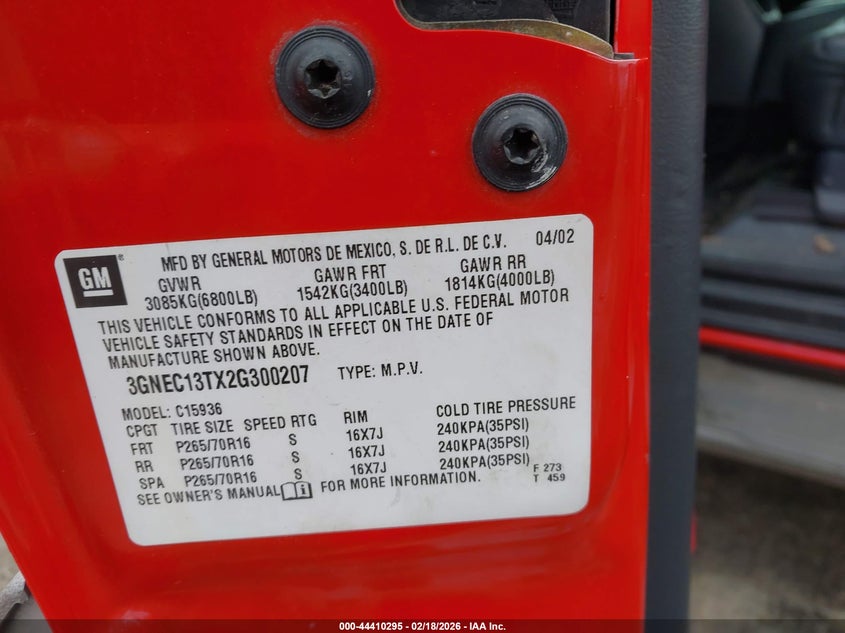 GM
MFD BY GENERAL MOTORS DE MEXICO, S. DE R.L. DE C.V. 04/02
GVWR GAWR FRT GAWR RR
3085KG(6800LB) 1542KG(3400LB) 1814KG(4000LB)
THIS VEHICLE CONFORMS TO ALL APPLICABLE U.S. FEDERAL MOTOR
VEHICLE SAFETY STANDARDS IN EFFECT ON THE DATE OF
MANUFACTURE SHOWN ABOVE.
3GNEC13TX2G300207 TYPE: M.P.V.
MODEL: C15936
CPGT TIRE SIZE SPEED RTG RIM COLD TIRE PRESSURE
FRT P265/70R16 S 16X7J 240KPA(35PSI)
RR P265/70R16 S 16X7J 240KPA(35PSI)
SPA P265/70R16 S 16X7J 240KPA(35PSI)
SEE OWNER'S MANUAL i FOR MORE INFORMATION.
F 273
T 459
000-44410295 - 02/18/2026 - IAA Inc.